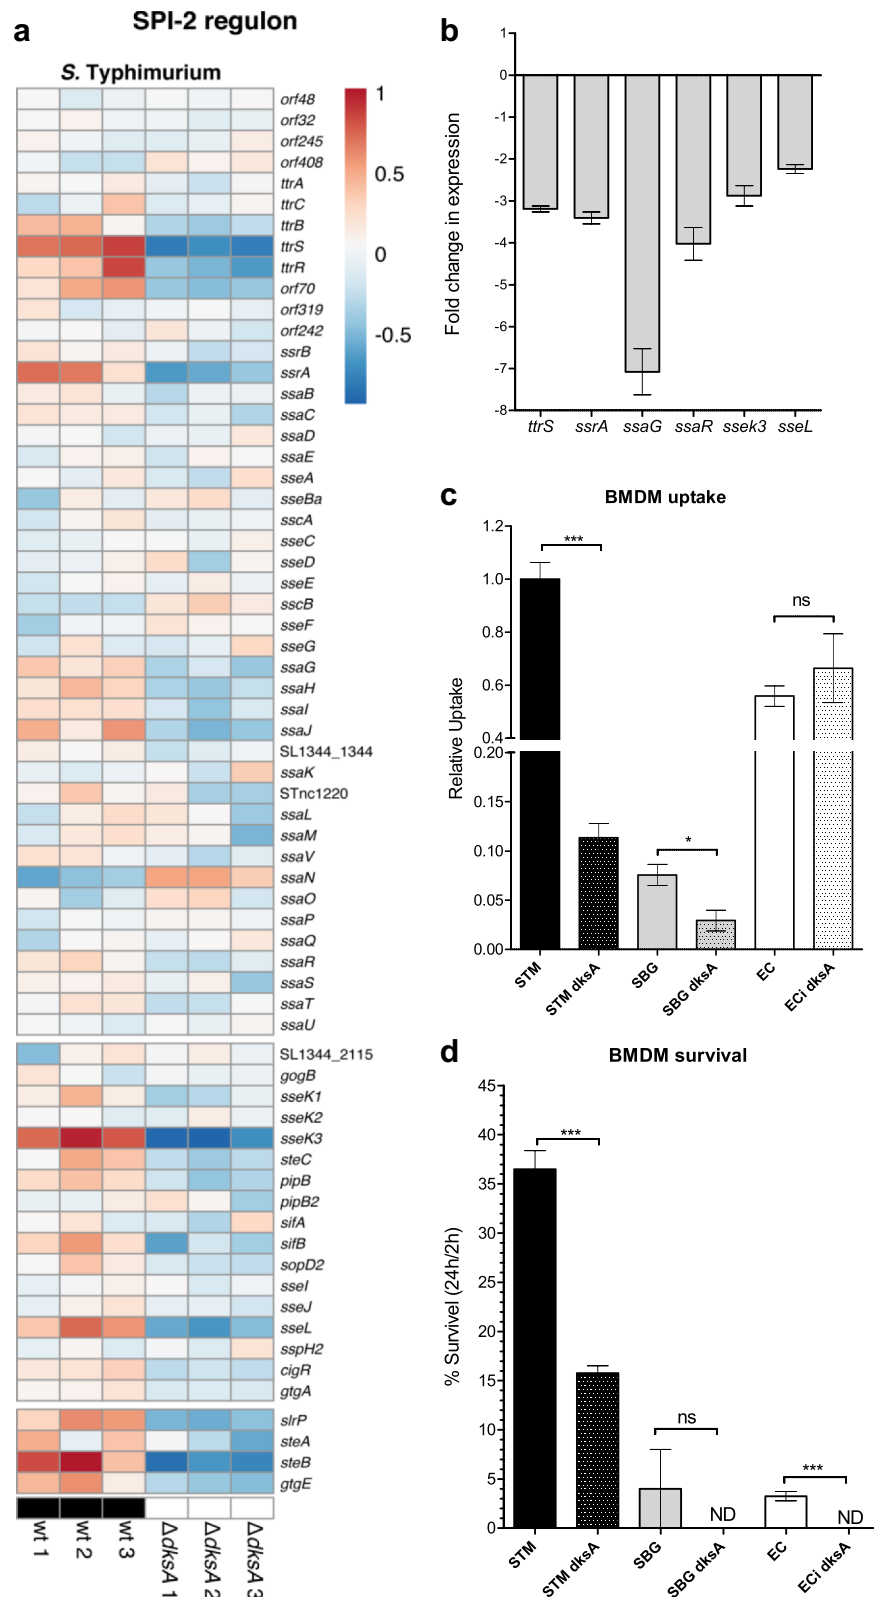 a
SPI-2 regulon
S. Typhimurium
orf48
orf32
orf245
orf408
ttrA
ttrC
ttrB
ttrS
ttrR
orf70
orf319
orf242
ssrB
ssrA
ssaB
ssaC
ssaD
ssaE
sseA
sseBa
sscA
sseC
sseD
sseE
sscB
sseF
sseG
ssaG
ssaH
ssaI
ssaJ
SL1344_1344
ssaK
STnc1220
ssaL
ssaM
ssaV
ssaN
ssaO
ssaP
ssaQ
ssaR
ssaS
ssaT
ssaU
SL1344_2115
gogB
sseK1
sseK2
sseK3
steC
pipB
pipB2
sifA
sifB
sopD2
sseI
sseJ
sseL
sspH2
cigR
gtgA
slrP
steA
steB
gtgE
wt 1
wt 2
wt 3
ΔdksA 1
ΔdksA 2
ΔdksA 3
1
0.5
0
-0.5
b
Fold change in expression
1
0
-1
-2
-3
-4
-5
-6
-7
-8
ttrS ssrA ssaG ssaR ssek3 sseL
c
BMDM uptake
Relative Uptake
1.2
1.0
0.8
0.6
0.4
0.20
0.15
0.10
0.05
0.00
***
*
ns
STM
STM dksA
SBG
SBG dksA
EC
ECi dksA
d
BMDM survival
% Survivel (24h/2h)
45
40
35
30
25
20
15
10
5
0
***
ns
ND
***
ND
STM
STM dksA
SBG
SBG dksA
EC
ECi dksA